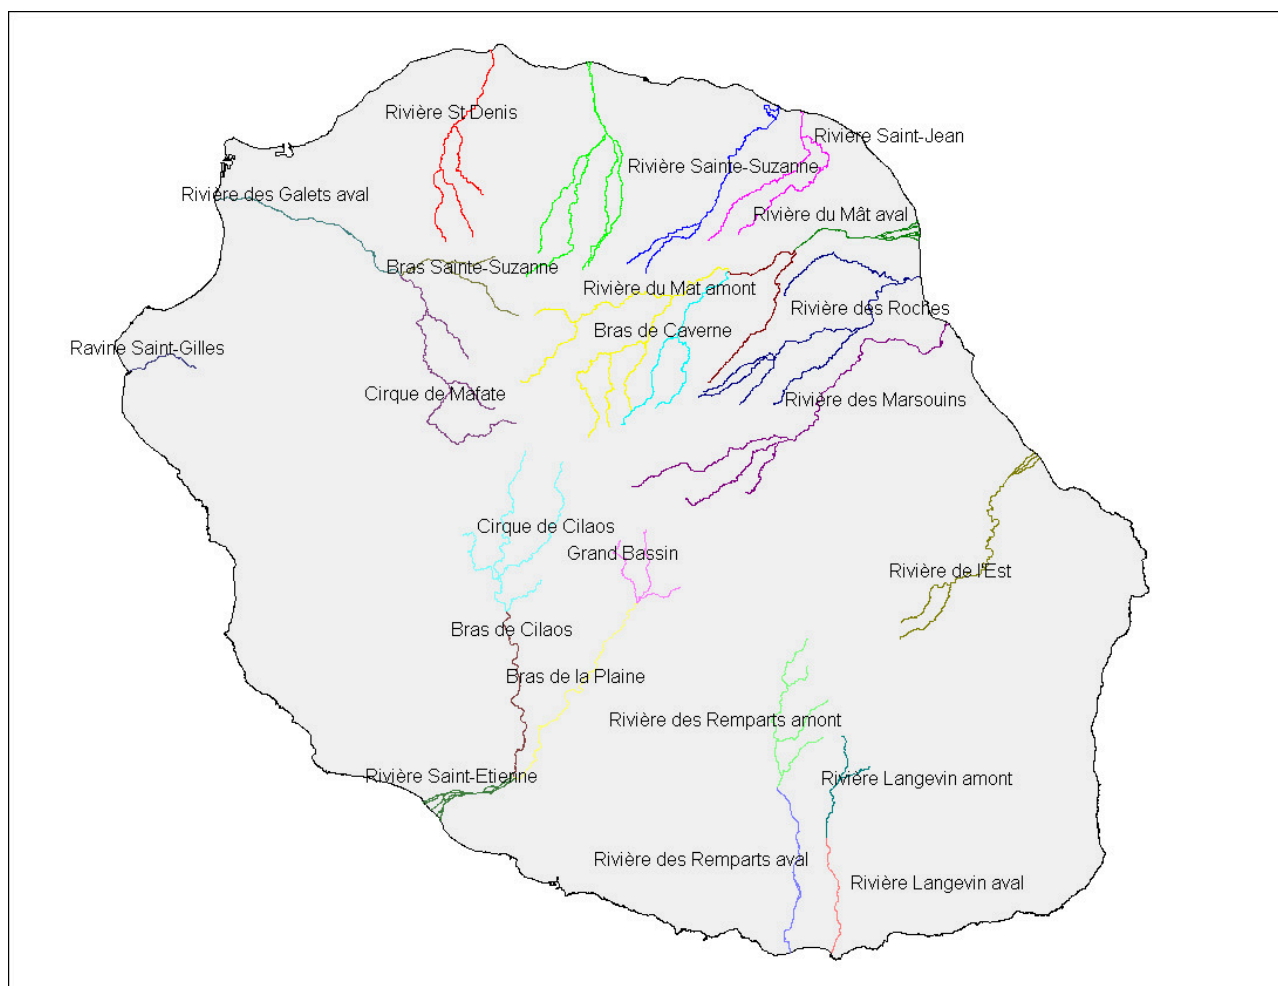 Rivière St Denis
Rivière Saint-Jean
Rivière Sainte-Suzanne
Rivière des Galets aval
Rivière du Mât aval
Bras Sainte-Suzanne
Rivière du Mat amont
Rivière des Roches
Bras de Caverne
Ravine Saint-Gilles
Cirque de Mafate
Rivière des Marsouins
Cirque de Cilaos
Grand Bassin
Rivière de l'Est
Bras de Cilaos
Bras de la Plaine
Rivière des Remparts amont
Rivière Saint-Etienne
Rivière Langevin amont
Rivière des Remparts aval
Rivière Langevin aval